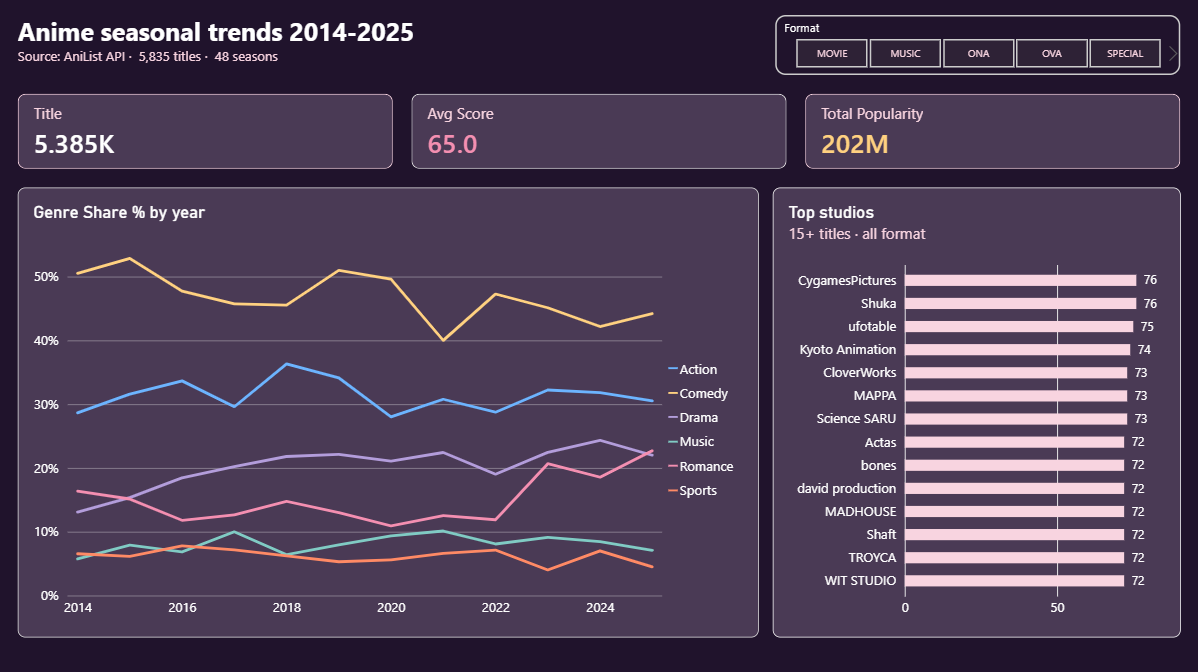 Anime seasonal trends 2014-2025
Source: AniList API · 5,835 titles · 48 seasons
Format
MOVIE MUSIC ONA OVA SPECIAL
Title
5.385K
Avg Score
65.0
Total Popularity
202M
Genre Share % by year
50%
40%
30%
20%
10%
0%
2014 2016 2018 2020 2022 2024
Action
Comedy
Drama
Music
Romance
Sports
Top studios
15+ titles · all format
CygamesPictures 76
Shuka 76
ufotable 75
Kyoto Animation 74
CloverWorks 73
MAPPA 73
Science SARU 73
Actas 72
bones 72
david production 72
MADHOUSE 72
Shaft 72
TROYCA 72
WIT STUDIO 72
0 50